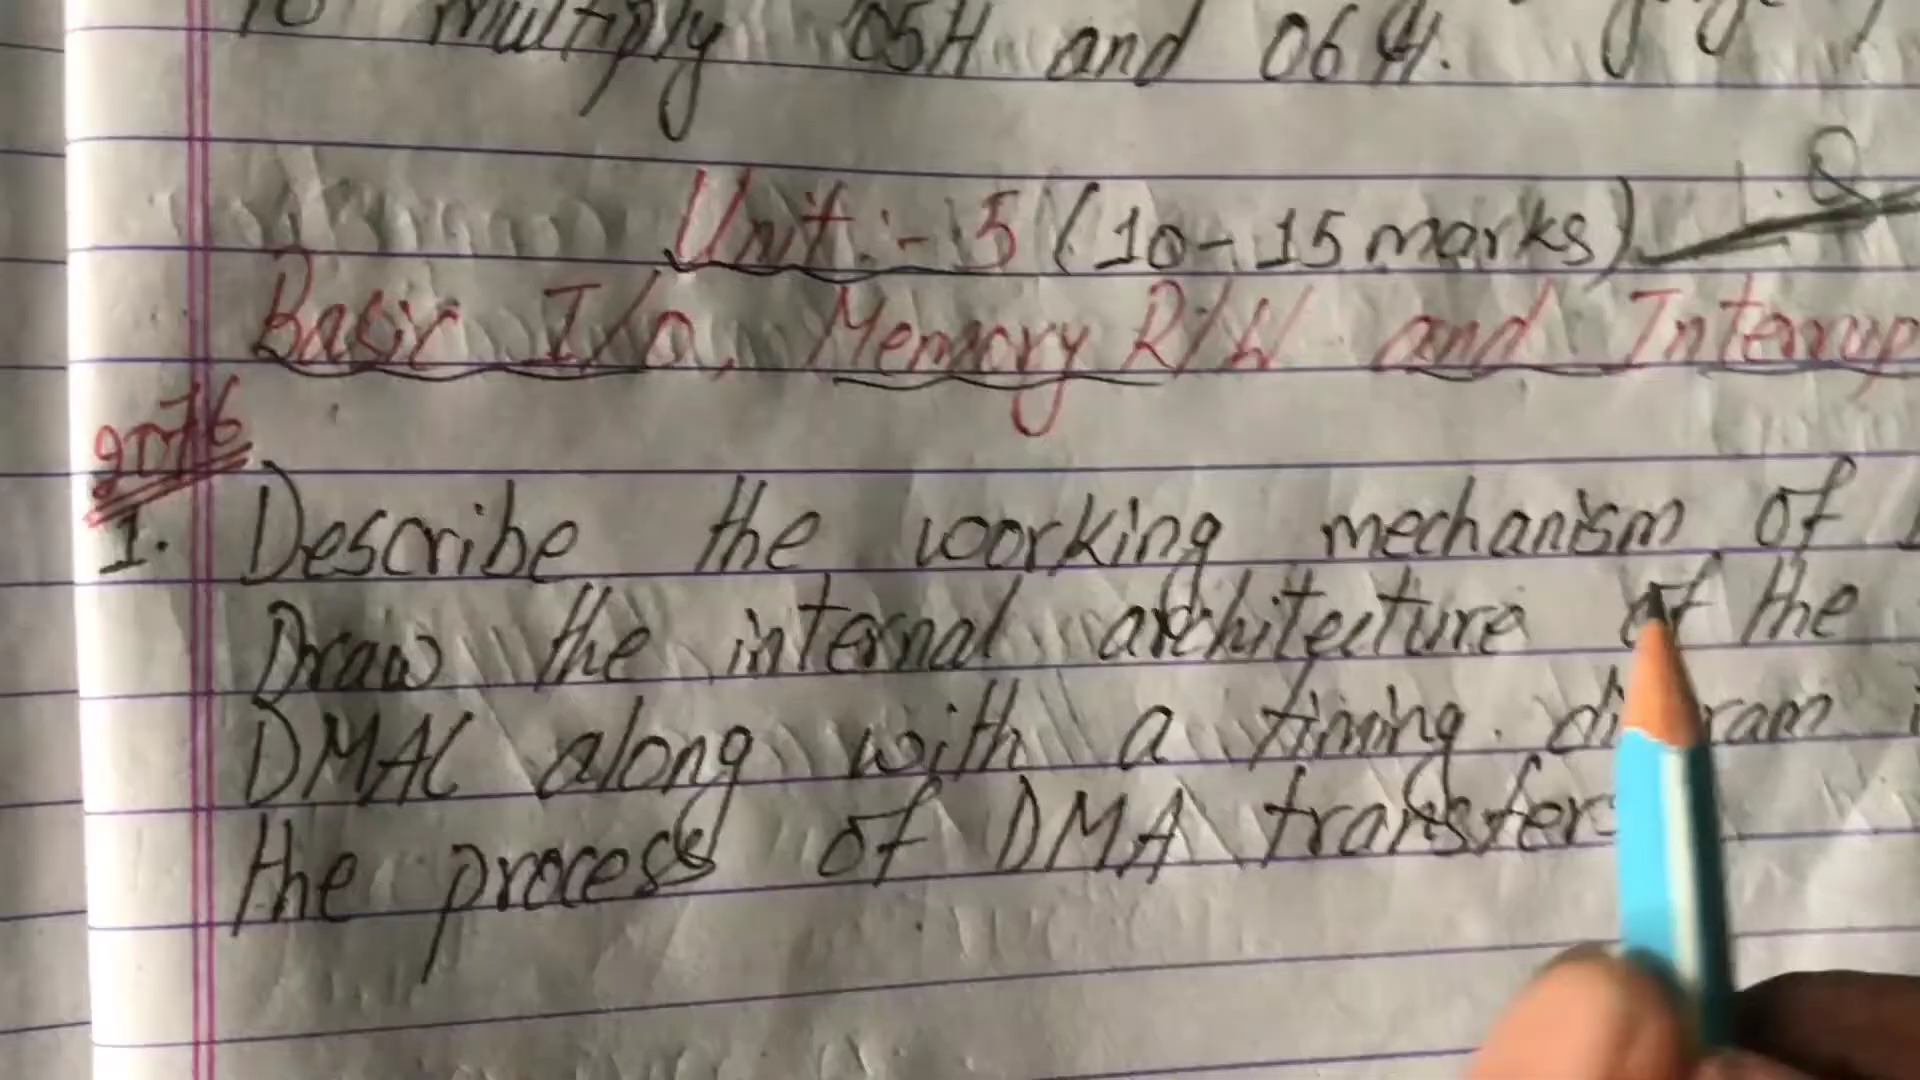 To multiply 05H and 06H.
Unit :- 5 (10-15 marks)
Basic I/O, Memory R/W and Interrup
1. Describe the working mechanism of
Draw the internal architecture of the
DMAC along with a timing
the process of DMA transfer